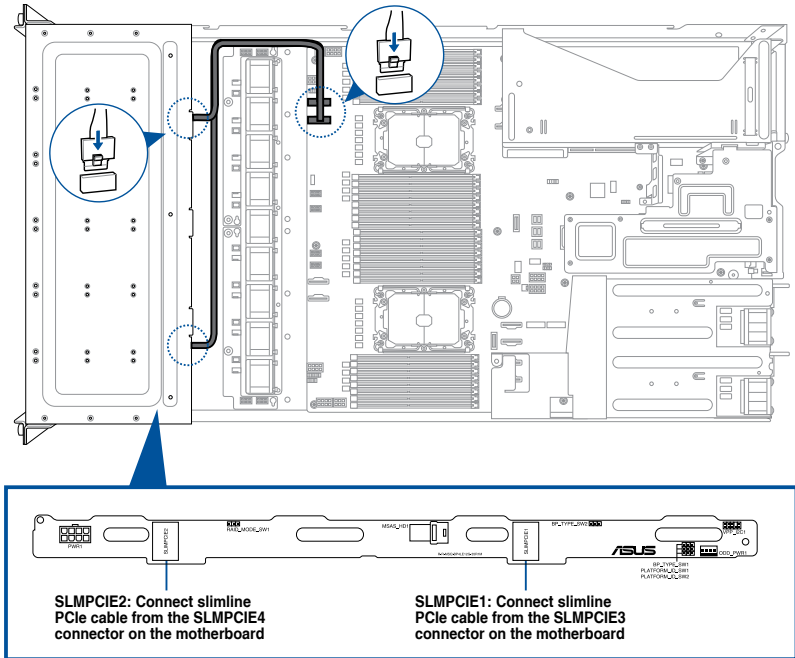 SLMPCIE2
RAID_MODE_SW1
PWR1
MSAS_HD1
SLMPCIE1
BP_TYPE_SW2
VPP_I2C1
ASUS
ODD_PWR1
BP_TYPE_SW1
PLATFORM_ID_SW1
PLATFORM_ID_SW2
SLMPCIE2: Connect slimline
PCIe cable from the SLMPCIE4
connector on the motherboard
SLMPCIE1: Connect slimline
PCIe cable from the SLMPCIE3
connector on the motherboard